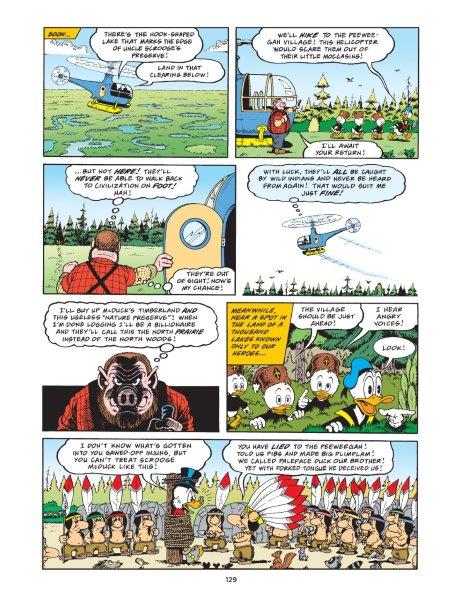 SOON...
THERE'S THE HOOK-SHAPED
LAKE THAT MARKS THE EDGE
OF UNCLE SCROOGE'S
PRESERVE!
LAND IN THAT
CLEARING BELOW!
WE'LL HIKE TO THE PEEWEE-
GAH VILLAGE! THIS HELICOPTER
WOULD SCARE THEM OUT OF
THEIR LITTLE MOCCASINS!
I'LL AWAIT
YOUR RETURN!
...BUT NOT HERE! THEY'LL
NEVER BE ABLE TO WALK BACK
TO CIVILIZATION ON FOOT!
HAH!
THEY'RE OUT
OF SIGHT! NOW'S
MY CHANCE!
WITH LUCK, THEY'LL ALL BE CAUGHT
BY WILD INDIANS AND NEVER BE HEARD
FROM AGAIN! THAT WOULD SUIT ME
JUST FINE!
I'LL BUY UP McDUCK'S TIMBERLAND AND
THIS USELESS "NATURE PRESERVE"! WHEN
I'M DONE LOGGING I'LL BE A BILLIONAIRE
AND THEY'LL CALL THIS THE NORTH PRAIRIE
INSTEAD OF THE NORTH WOODS!
MEANWHILE,
NEAR A SPOT IN
THE LAND OF A
THOUSAND
LAKES KNOWN
ONLY TO OUR
HEROES...
THE VILLAGE
SHOULD BE JUST
AHEAD!
I HEAR
ANGRY
VOICES!
LOOK!
I DON'T KNOW WHAT'S GOTTEN
INTO YOU SAWED-OFF INJUNS, BUT
YOU CAN'T TREAT SCROOGE
McDUCK LIKE THIS!
YOU HAVE LIED TO THE PEEWEEGAH!
TOLD US FIBS AND MADE BIG FLIMFLAM!
WE CALLED PALEFACE DUCK OUR BROTHER!
YET WITH FORKED TONGUE HE DECEIVED US!
129